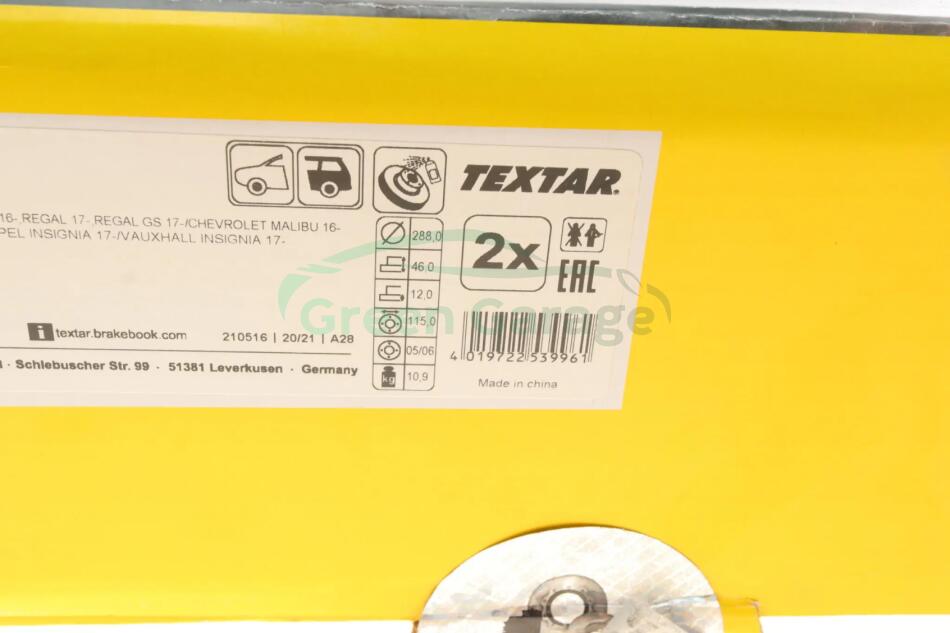 TEXTAR
16-,REGAL 17-,REGAL GS 17-/CHEVROLET MALIBU 16-
PEL INSIGNIA 17-/VAUXHALL INSIGNIA 17-
288,0
46,0
12,0
115,0
05/06
kg 10,9
2x
EAC
Green Garage
i textar.brakebook.com 210516 | 20/21 | A28
· Schlebuscher Str. 99 · 51381 Leverkusen · Germany
4 019722 539961
Made in china